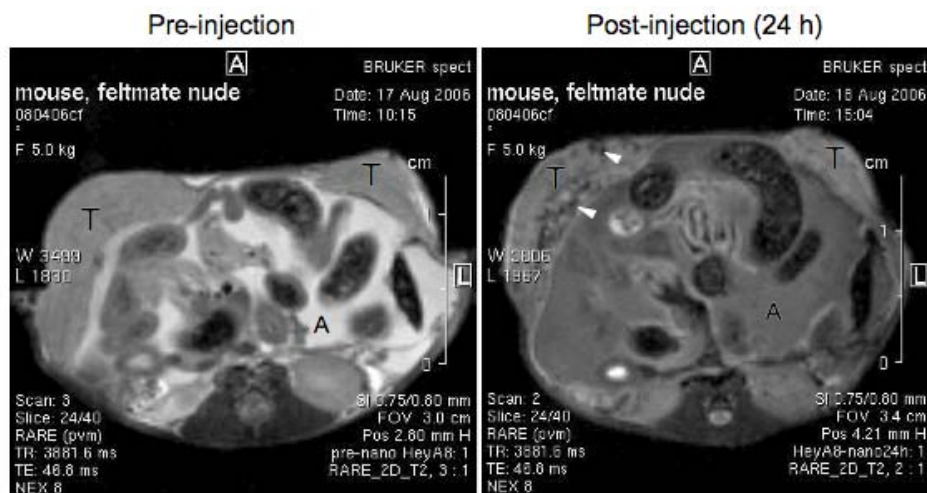 Pre-injection
A
BRUKER spect
mouse, feltmate nude
Date: 17 Aug 2006
080406cf
Time: 10:15
F 5.0 kg
cm
T
T
1
W 3499
L 1830
A
0
Scan: 3
SI 0.75/0.80 mm
Slice: 24/40
FOV 3.0 cm
RARE (pvm)
Pos 2.80 mm H
TR: 3881.6 ms
pre-nano HeyA8: 1
TE: 46.8 ms
RARE_2D_T2, 3 : 1
NEX 8
Post-injection (24 h)
A
BRUKER spect
mouse, feltmate nude
Date: 18 Aug 2006
080406cf
Time: 15:04
F 5.0 kg
cm
T
T
1
W 3806
L 1967
L
A
0
Scan: 2
SI 0.75/0.80 mm
Slice: 24/40
FOV 3.4 cm
RARE (pvm)
Pos 4.21 mm H
TR: 3881.6 ms
HeyA8-nano24h: 1
TE: 46.8 ms
RARE_2D_T2, 2 : 1
NEX 8
L